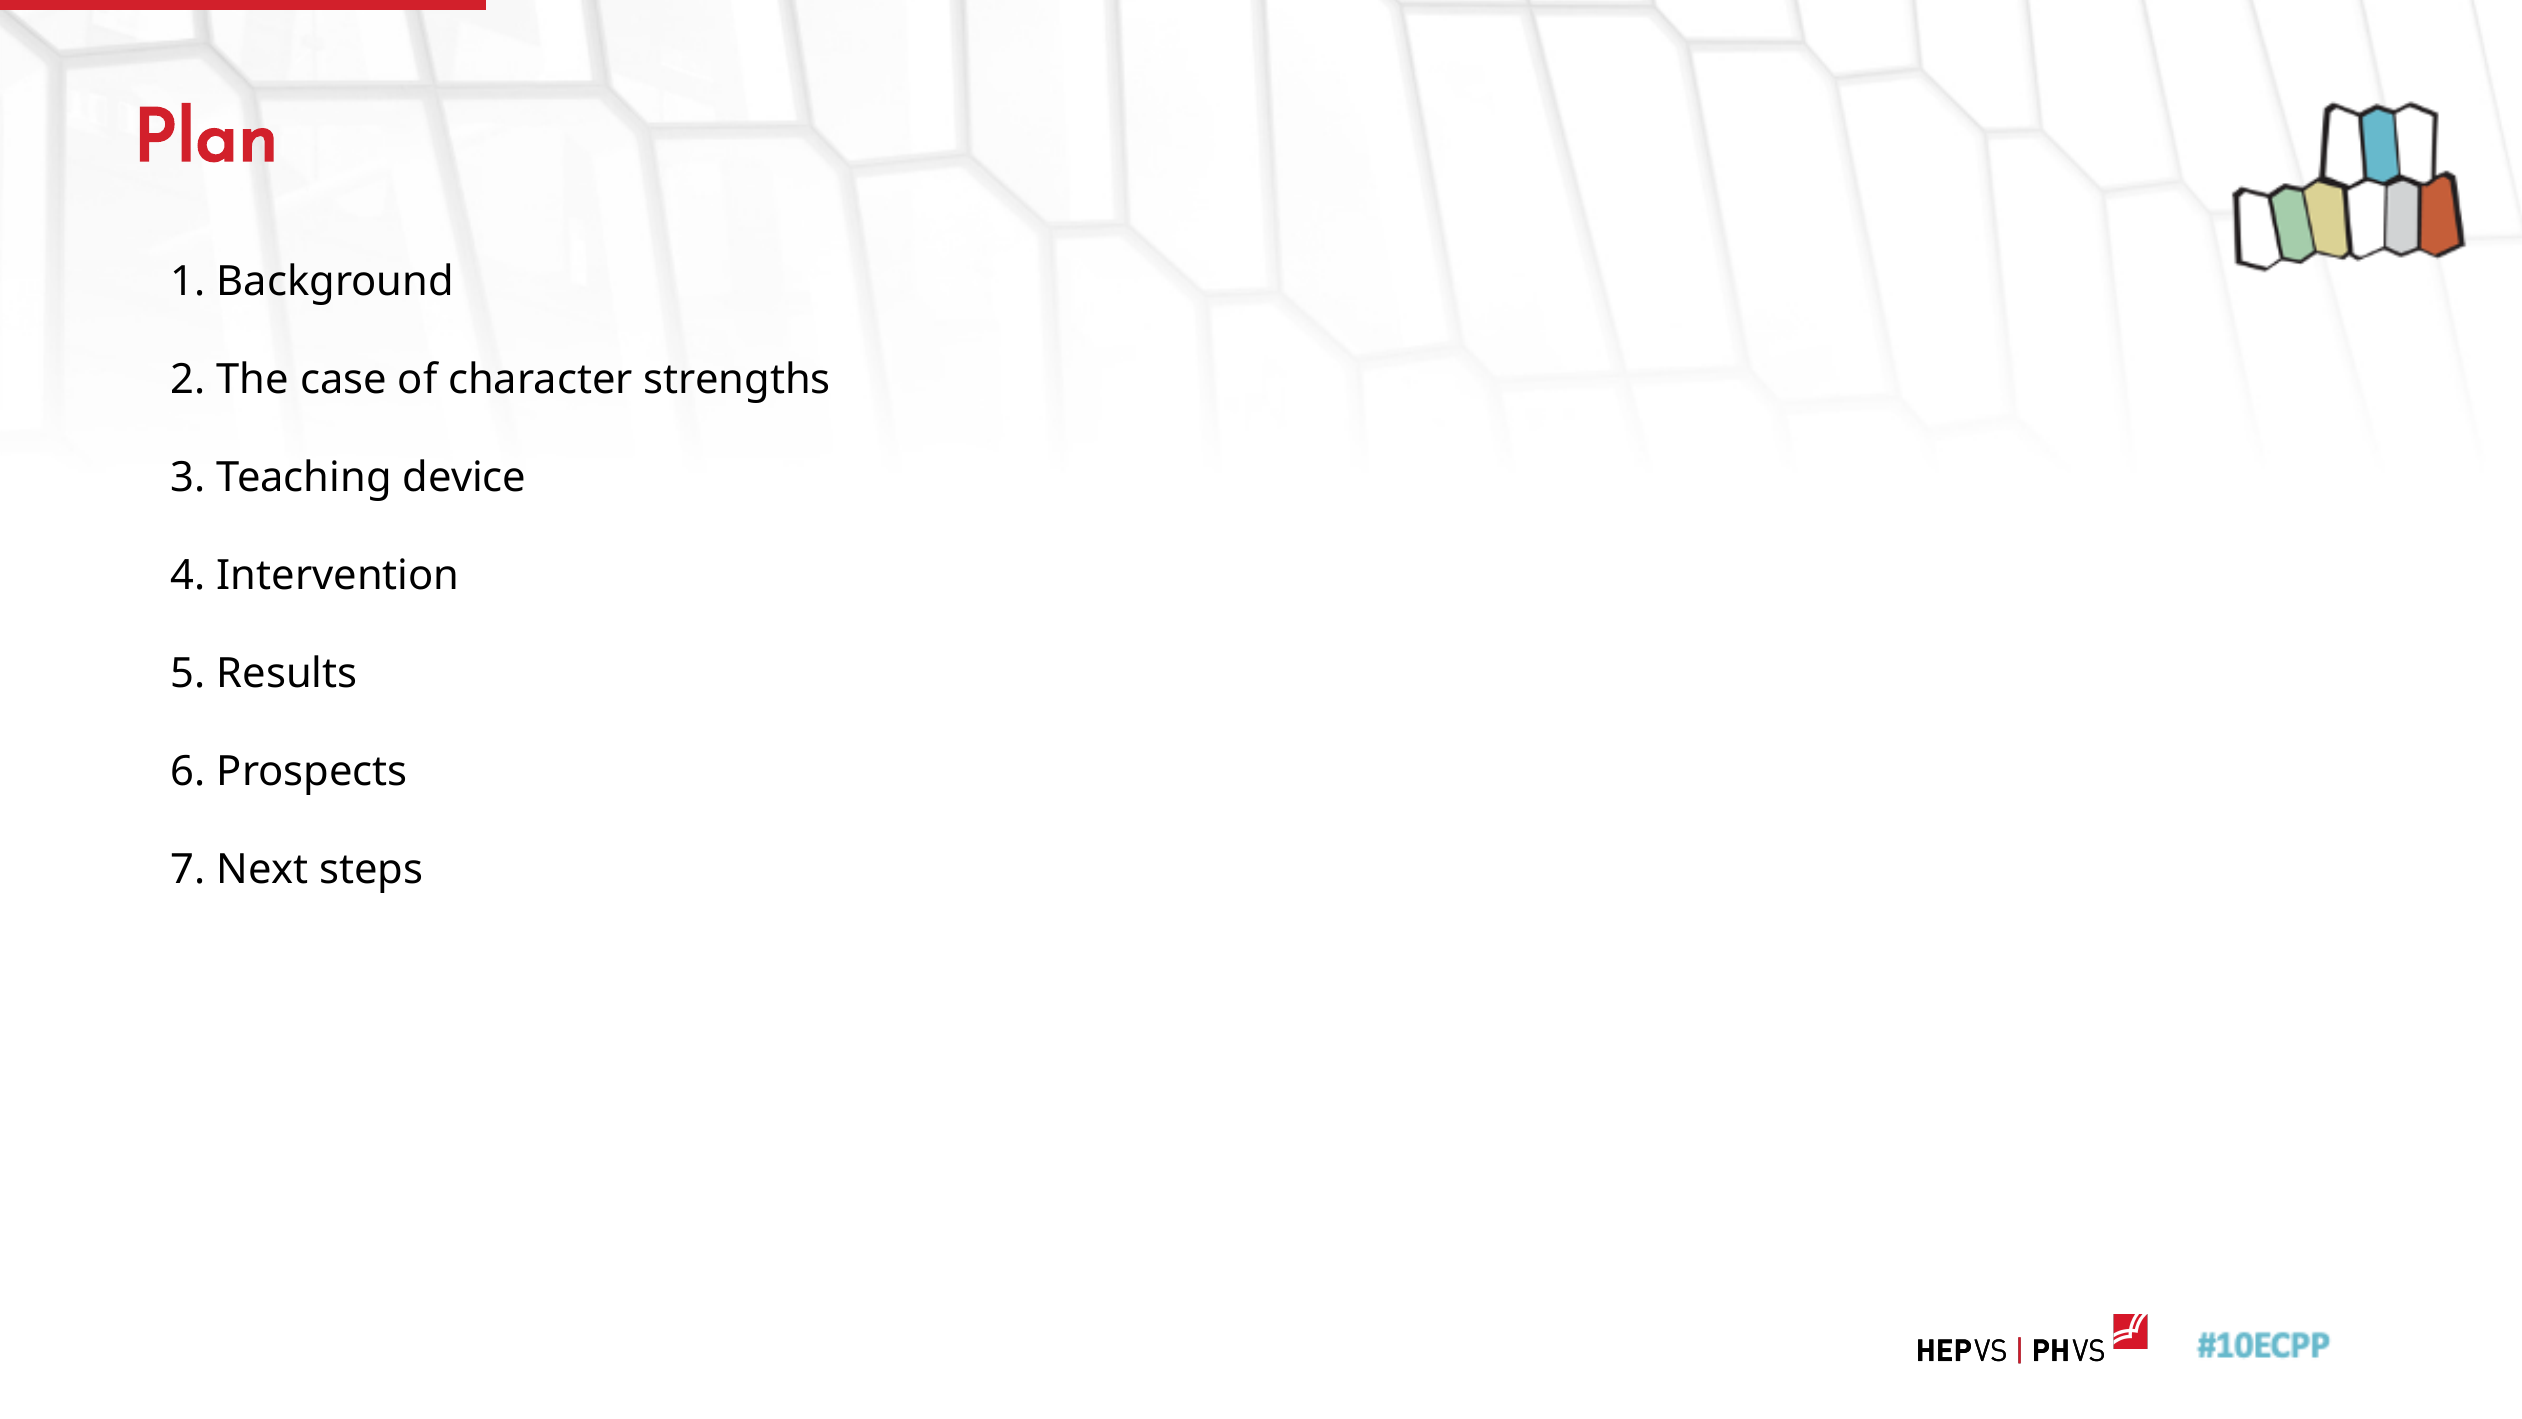 Plan
1. Background
2. The case of character strengths
3. Teaching device
4. Intervention
5. Results
6. Prospects
7. Next steps
HEPVS | PHVS
#10ECPP